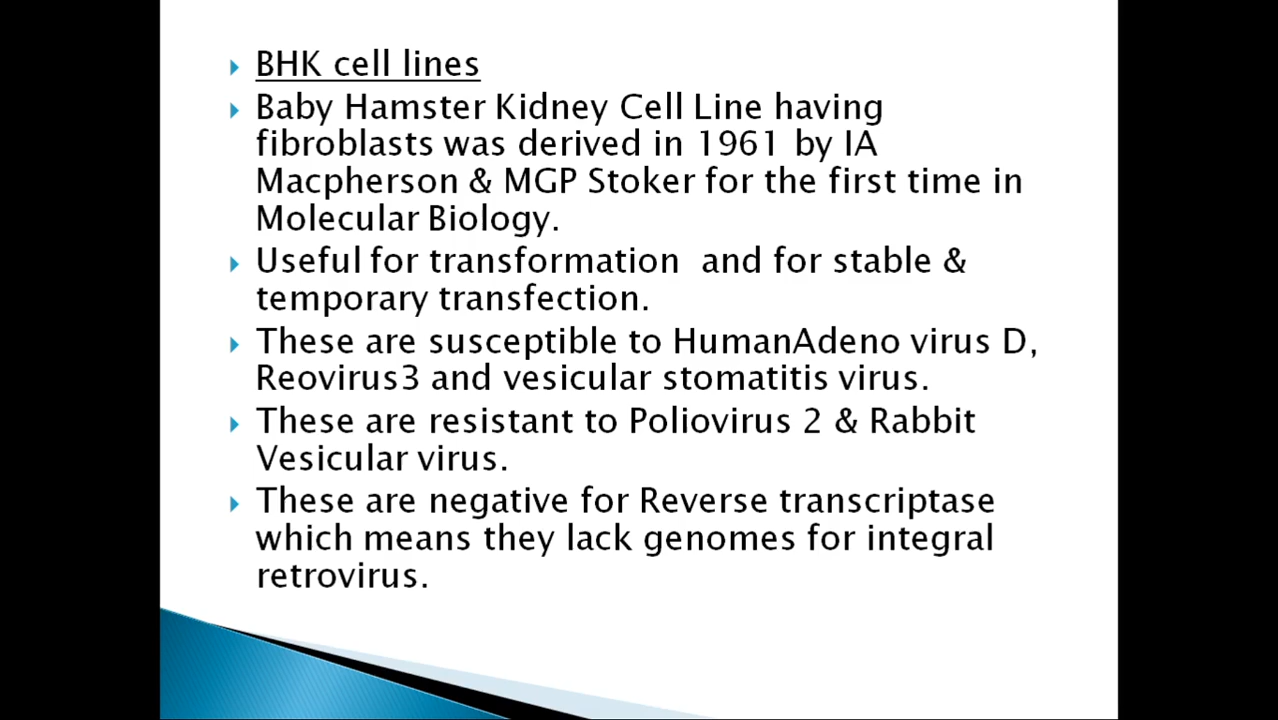 BHK cell lines
Baby Hamster Kidney Cell Line having
fibroblasts was derived in 1961 by IA
Macpherson & MGP Stoker for the first time in
Molecular Biology.
Useful for transformation  and for stable &
temporary transfection.
These are susceptible to HumanAdeno virus D,
Reovirus3 and vesicular stomatitis virus.
These are resistant to Poliovirus 2 & Rabbit
Vesicular virus.
These are negative for Reverse transcriptase
which means they lack genomes for integral
retrovirus.